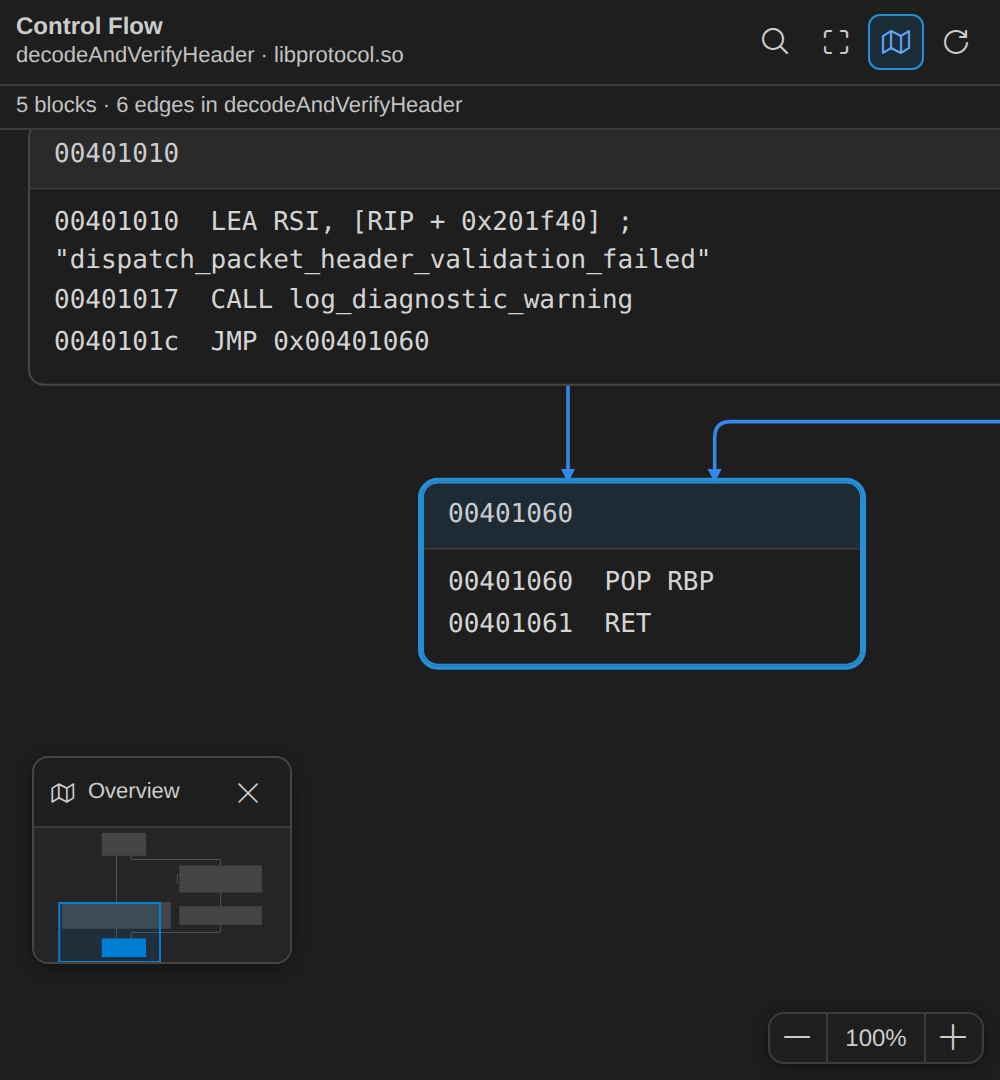 Control Flow
decodeAndVerifyHeader · libprotocol.so
5 blocks · 6 edges in decodeAndVerifyHeader
00401010
00401010  LEA RSI, [RIP + 0x201f40] ;
"dispatch_packet_header_validation_failed"
00401017  CALL log_diagnostic_warning
0040101c  JMP 0x00401060
00401060
00401060  POP RBP
00401061  RET
Overview
100%